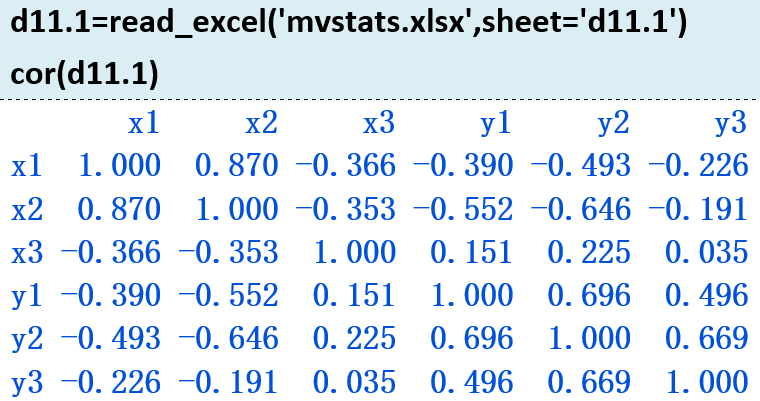 d11.1=read_excel('mvstats.xlsx',sheet='d11.1')
cor(d11.1)
x1 x2 x3 y1 y2 y3
x1 1.000 0.870 -0.366 -0.390 -0.493 -0.226
x2 0.870 1.000 -0.353 -0.552 -0.646 -0.191
x3 -0.366 -0.353 1.000 0.151 0.225 0.035
y1 -0.390 -0.552 0.151 1.000 0.696 0.496
y2 -0.493 -0.646 0.225 0.696 1.000 0.669
y3 -0.226 -0.191 0.035 0.496 0.669 1.000